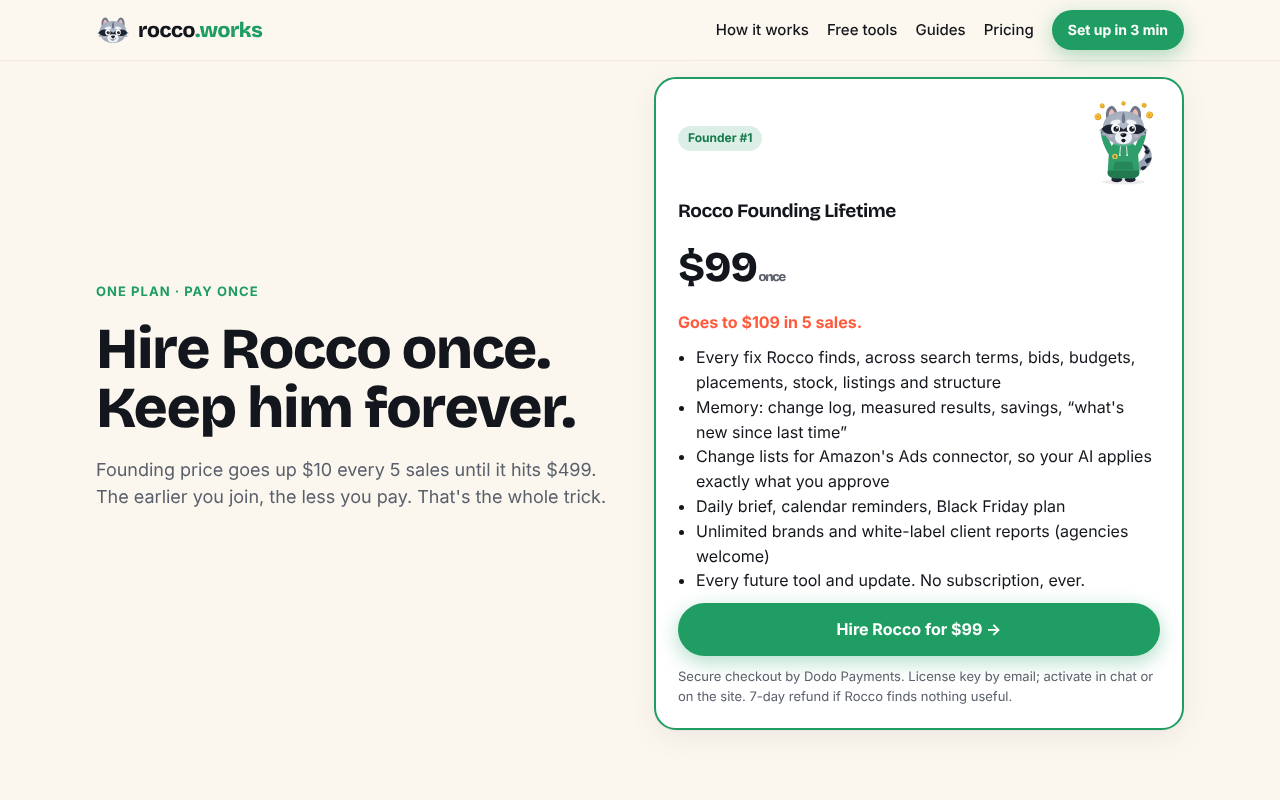 rocco.works
How it works
Free tools
Guides
Pricing
Set up in 3 min
ONE PLAN · PAY ONCE
Hire Rocco once.
Keep him forever.
Founding price goes up $10 every 5 sales until it hits $499.
The earlier you join, the less you pay. That's the whole trick.
Founder #1
Rocco Founding Lifetime
$99 once
Goes to $109 in 5 sales.
• Every fix Rocco finds, across search terms, bids, budgets,
placements, stock, listings and structure
• Memory: change log, measured results, savings, “what's
new since last time”
• Change lists for Amazon's Ads connector, so your AI applies
exactly what you approve
• Daily brief, calendar reminders, Black Friday plan
• Unlimited brands and white-label client reports (agencies
welcome)
• Every future tool and update. No subscription, ever.
Hire Rocco for $99 →
Secure checkout by Dodo Payments. License key by email; activate in chat or
on the site. 7-day refund if Rocco finds nothing useful.